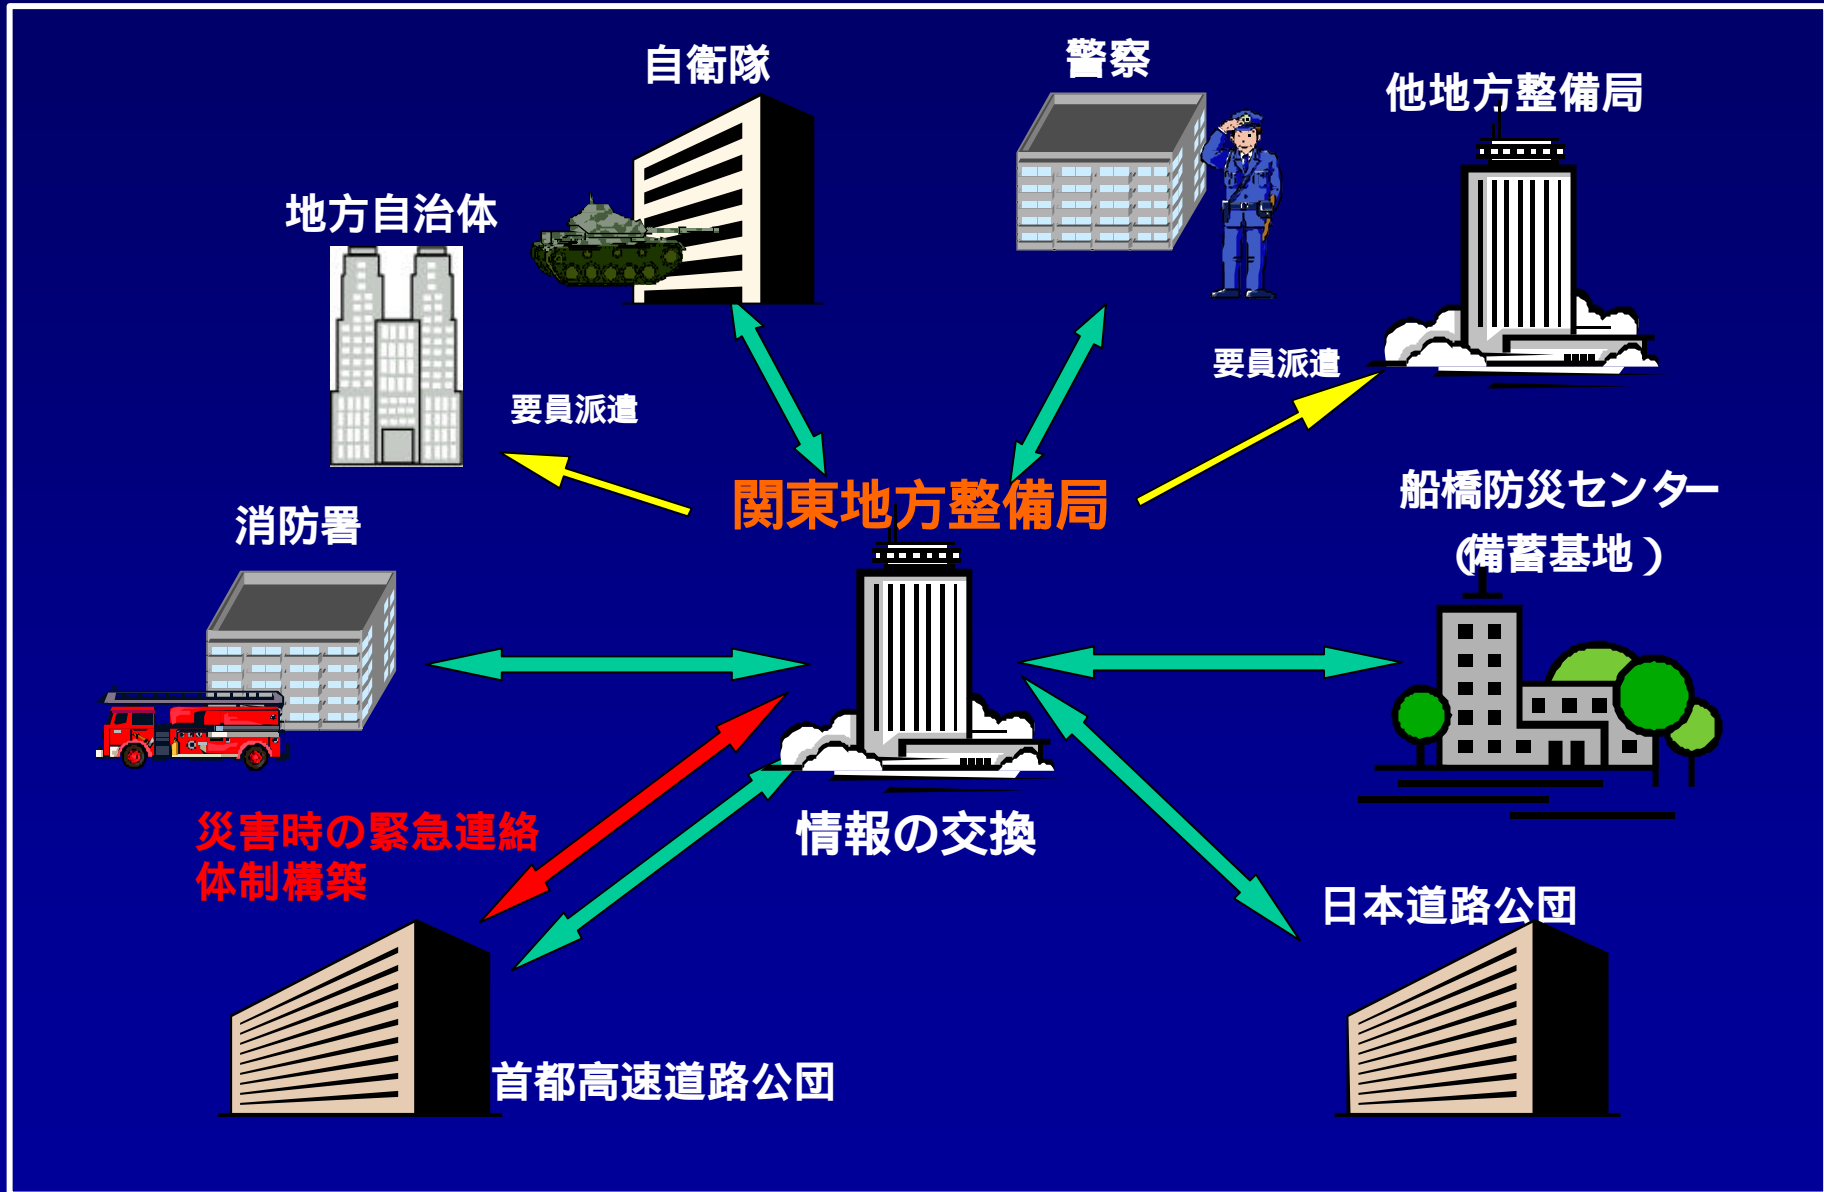 自衛隊
警察
他地方整備局
地方自治体
要員派遣
要員派遣
関東地方整備局
船橋防災センター
(備蓄基地)
消防署
情報の交換
災害時の緊急連絡
体制構築
日本道路公団
首都高速道路公団